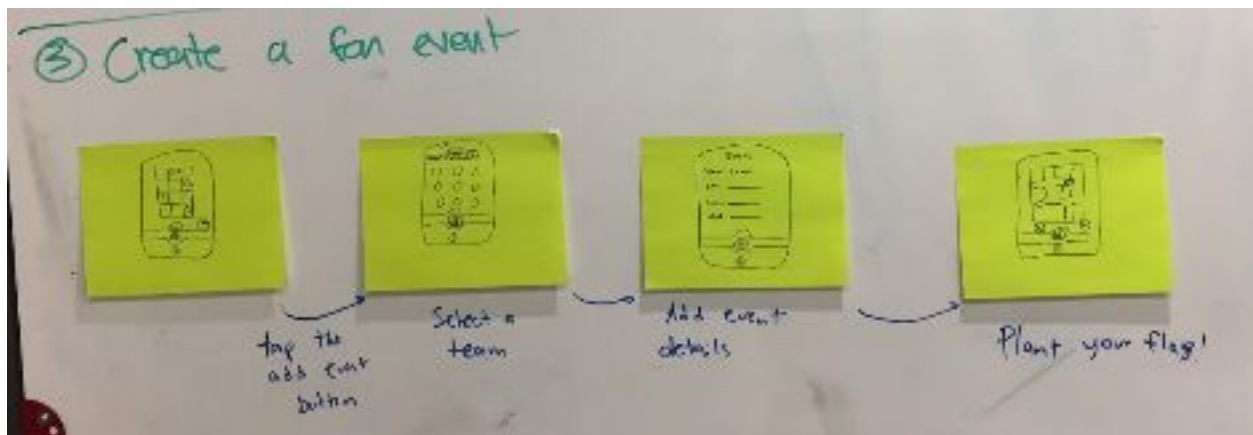 ③ Create a fan event
tap the
add event
button
Select a
team
Add event
details
Plant your flag!